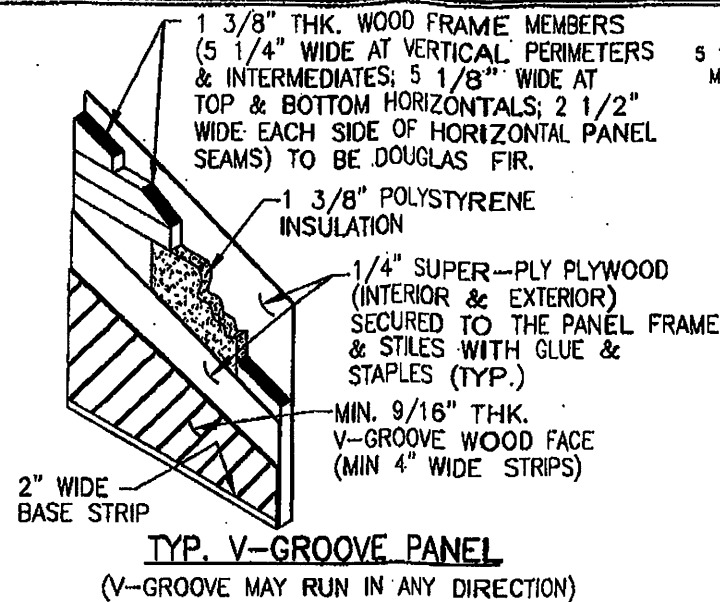 1 3/8" THK. WOOD FRAME MEMBERS
(5 1/4" WIDE AT VERTICAL PERIMETERS
& INTERMEDIATES; 5 1/8" WIDE AT
TOP & BOTTOM HORIZONTALS; 2 1/2"
WIDE EACH SIDE OF HORIZONTAL PANEL
SEAMS) TO BE DOUGLAS FIR.
5
M
1 3/8" POLYSTYRENE
INSULATION
1/4" SUPER-PLY PLYWOOD
(INTERIOR & EXTERIOR)
SECURED TO THE PANEL FRAME
& STILES WITH GLUE &
STAPLES (TYP.)
MIN. 9/16" THK.
V-GROOVE WOOD FACE
(MIN 4" WIDE STRIPS)
2" WIDE
BASE STRIP
TYP. V-GROOVE PANEL
(V-GROOVE MAY RUN IN ANY DIRECTION)